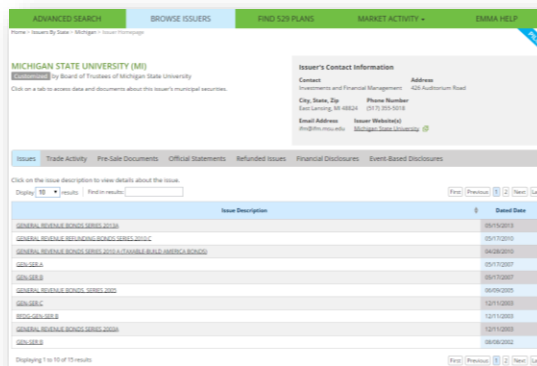 ADVANCED SEARCH BROWSE ISSUERS FIND 529 PLANS MARKET ACTIVITY EMMA HELP
Home > Issuers By State > Michigan > Issuer Homepage
MICHIGAN STATE UNIVERSITY (MI)
Customized by Board of Trustees of Michigan State University
Click on a tab to access data and documents about this issuer's municipal securities.
Issuer's Contact Information
Contact Address
Investments and Financial Management 426 Auditorium Road
City, State, Zip Phone Number
East Lansing, MI 48824 (517) 355-5018
Email Address Issuer Website(s)
ifm@ifm.msu.edu Michigan State University
Issues Trade Activity Pre-Sale Documents Official Statements Refunded Issues Financial Disclosures Event-Based Disclosures
Click on the issue description to view details about the issue.
Display 10 results Find in results:
First Previous 1 2 Next
Issue Description Dated Date
GENERAL REVENUE BONDS SERIES 2013A 05/15/2013
GENERAL REVENUE REFUNDING BONDS SERIES 2010-C 05/17/2010
GENERAL REVENUE BONDS SERIES 2010 A (TAXABLE-BUILD AMERICA BONDS) 04/28/2010
GEN-SER A 05/17/2007
GEN-SER B 05/17/2007
GENERAL REVENUE BONDS, SERIES 2005 06/09/2005
GEN-SER C 12/11/2003
RFDG-GEN-SER B 12/11/2003
GENERAL REVENUE BONDS SERIES 2003A 12/11/2003
GEN-SER B 06/06/2002
Displaying 1 to 10 of 15 results
First Previous 1 2 Next